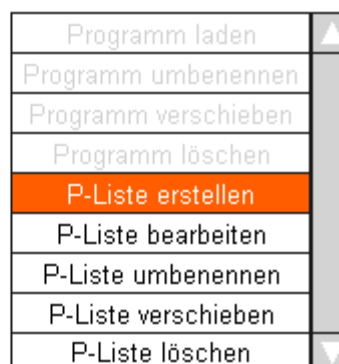 Programm laden
Programm umbenennen
Programm verschieben
Programm löschen
P-Liste erstellen
P-Liste bearbeiten
P-Liste umbenennen
P-Liste verschieben
P-Liste löschen